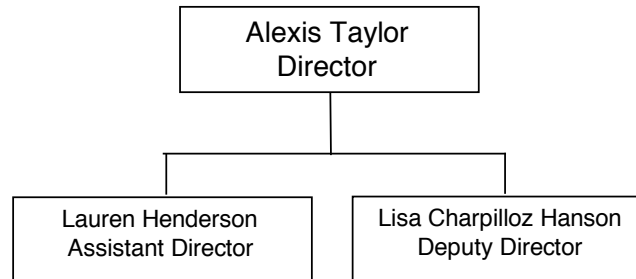 Alexis Taylor
Director
Lauren Henderson
Assistant Director
Lisa Charpilloz Hanson
Deputy Director